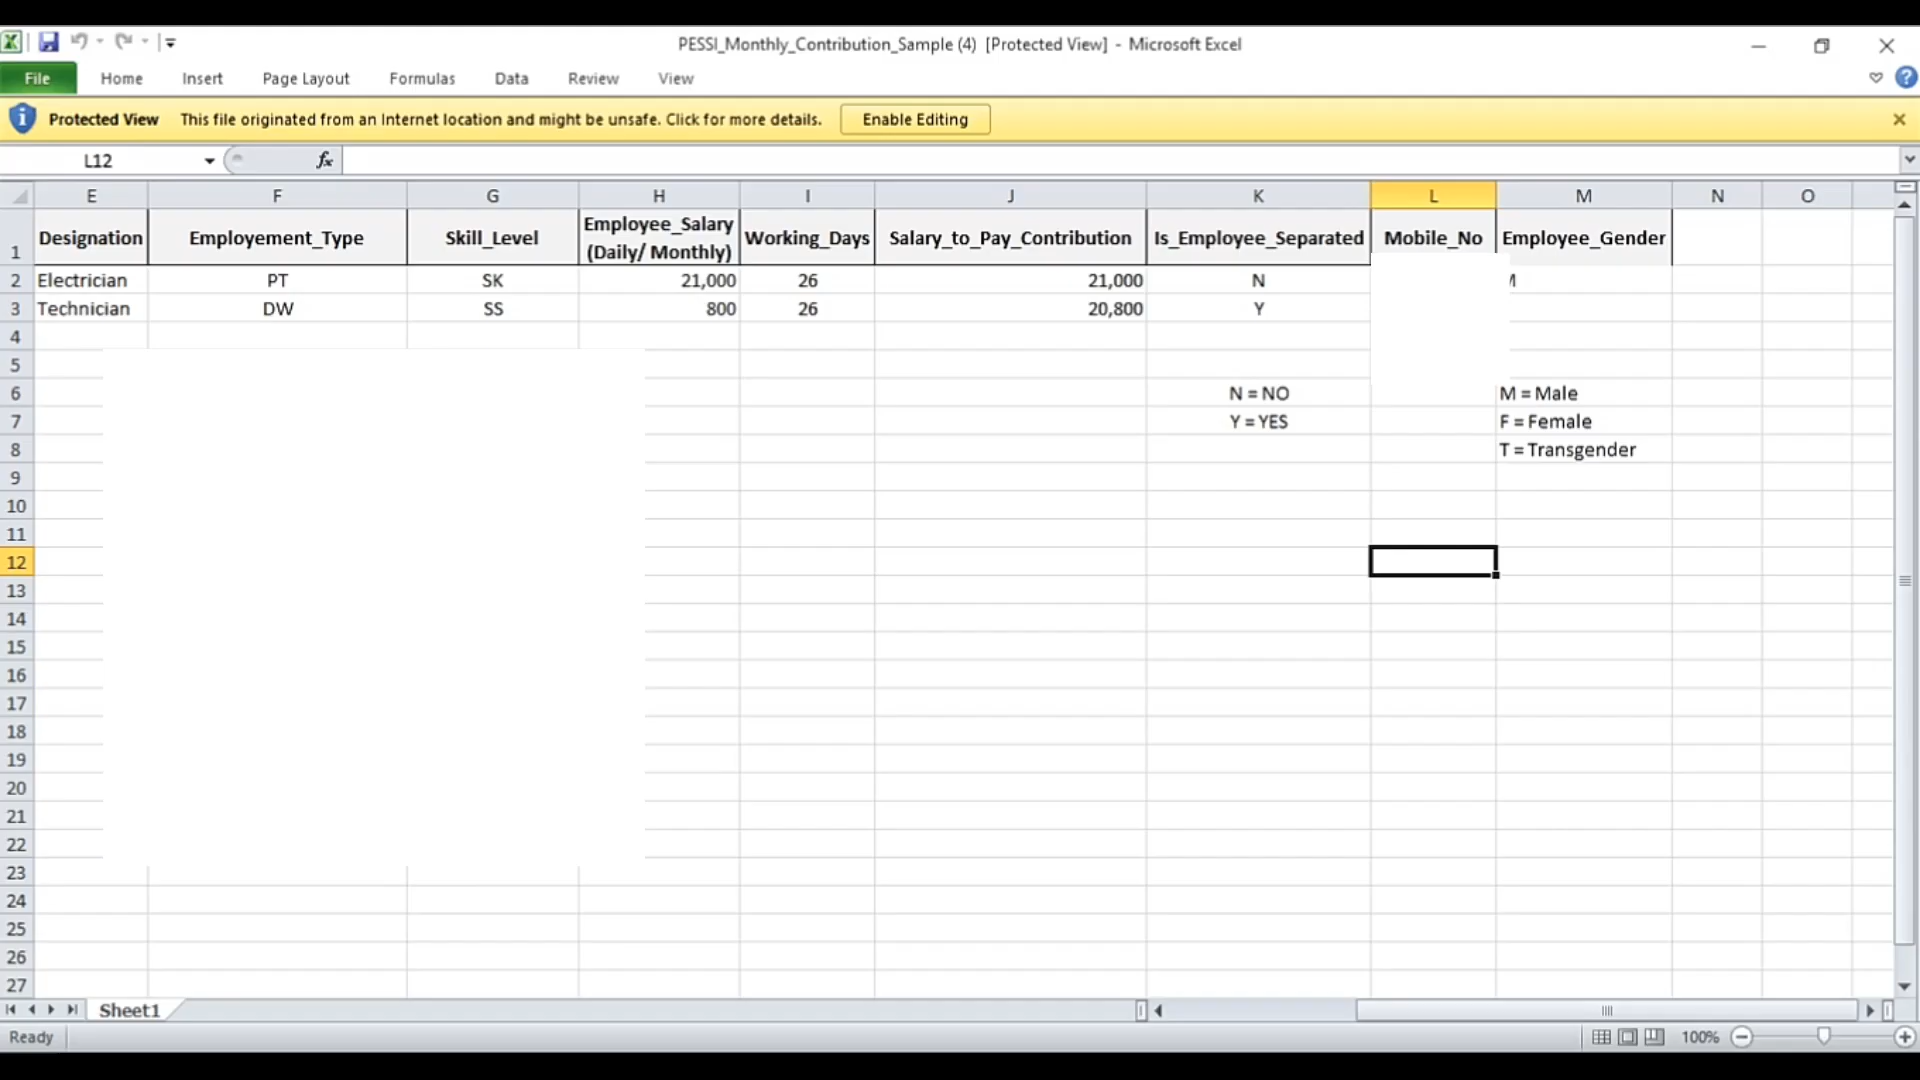 PESSI_Monthly_Contribution_Sample (4) [Protected View] - Microsoft Excel
File Home Insert Page Layout Formulas Data Review View
Protected View This file originated from an Internet location and might be unsafe. Click for more details. Enable Editing
L12 fx
E F G H I J K L M N O
1 Designation Employement_Type Skill_Level Employee_Salary (Daily/ Monthly) Working_Days Salary_to_Pay_Contribution Is_Employee_Separated Mobile_No Employee_Gender
2 Electrician PT SK 21,000 26 21,000 N
3 Technician DW SS 800 26 20,800 Y
4
5
6 N = NO M = Male
7 Y = YES F = Female
8 T = Transgender
9
10
11
12
13
14
15
16
17
18
19
20
21
22
23
24
25
26
27
Sheet1
Ready 100%